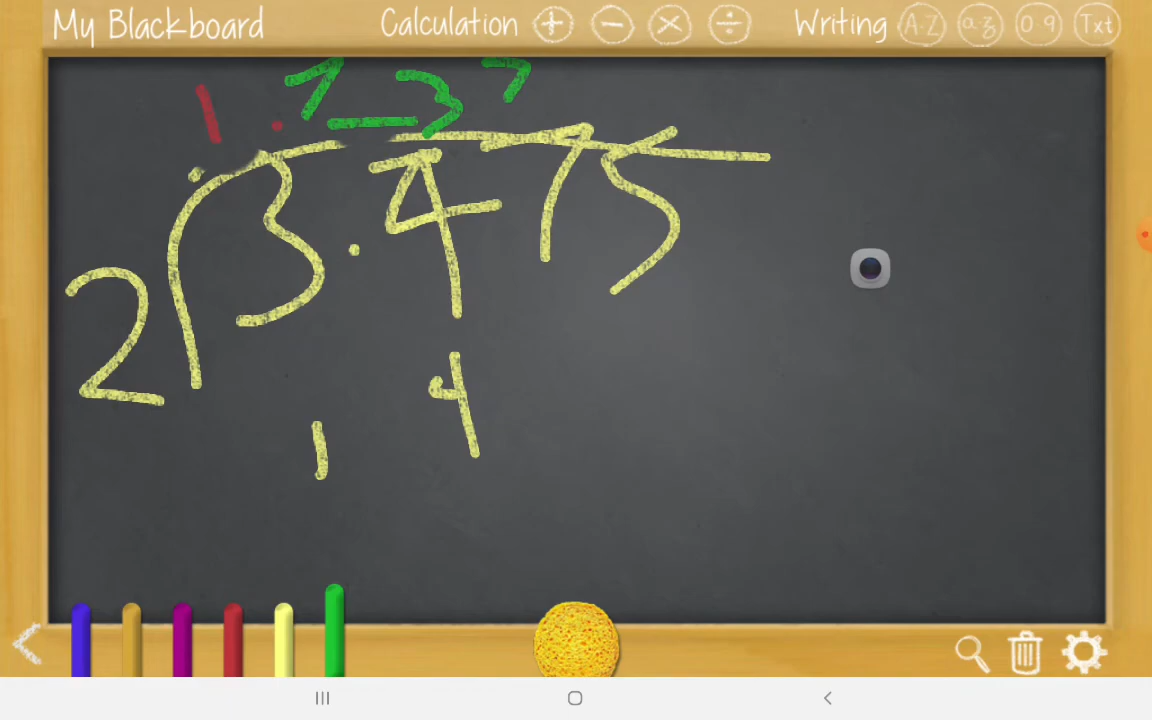 My Blackboard Calculation + − × ÷ Writing A-Z a-z 0-9 Txt
1.737
2 3.475
1 4